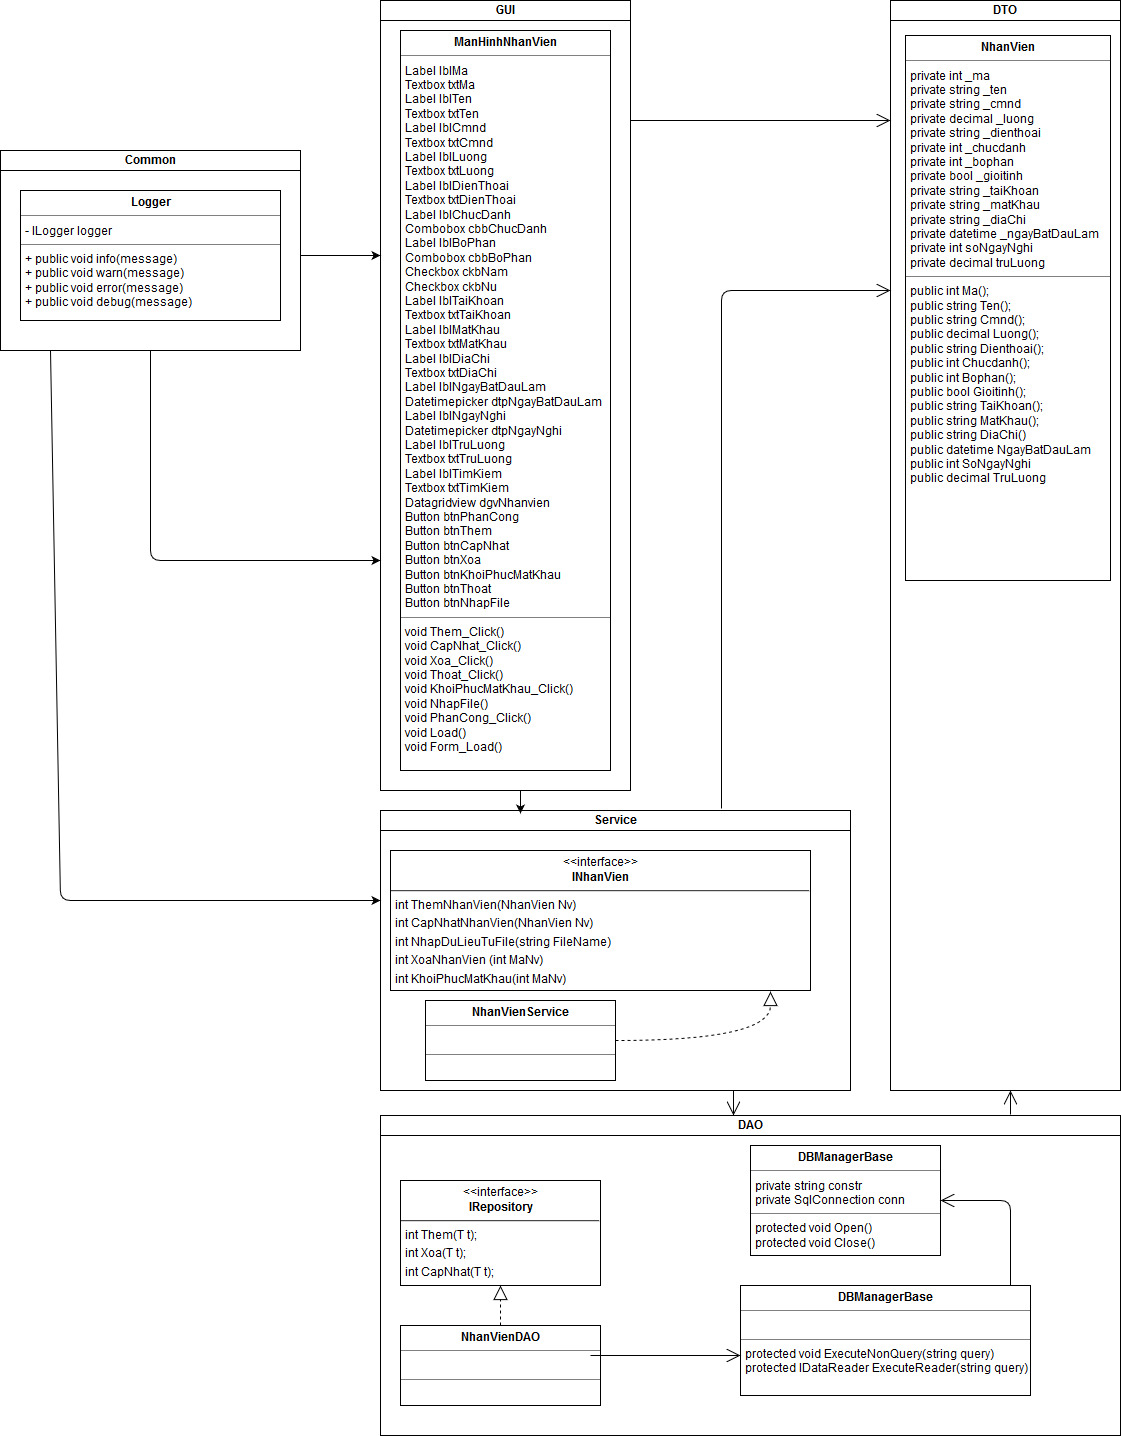 GUI
ManHinhNhanVien
Label lblMa
Textbox txtMa
Label lblTen
Textbox txtTen
Label lblCmnd
Textbox txtCmnd
Label lblLuong
Textbox txtLuong
Label lblDienThoai
Textbox txtDienThoai
Label lblChucDanh
Combobox cbbChucDanh
Label lblBoPhan
Combobox cbbBoPhan
Checkbox ckbNam
Checkbox ckbNu
Label lblTaiKhoan
Textbox txtTaiKhoan
Label lblMatKhau
Textbox txtMatKhau
Label lblDiaChi
Textbox txtDiaChi
Label lblNgayBatDauLam
Datetimepicker dtpNgayBatDauLam
Label lblNgayNghi
Datetimepicker dtpNgayNghi
Label lblTruLuong
Textbox txtTruLuong
Label lblTimKiem
Textbox txtTimKiem
Datagridview dgvNhanvien
Button btnPhanCong
Button btnThem
Button btnCapNhat
Button btnXoa
Button btnKhoiPhucMatKhau
Button btnThoat
Button btnNhapFile
void Them_Click()
void CapNhat_Click()
void Xoa_Click()
void Thoat_Click()
void KhoiPhucMatKhau_Click()
void NhapFile()
void PhanCong_Click()
void Load()
void Form_Load()
DTO
NhanVien
private int _ma
private string _ten
private string _cmnd
private decimal _luong
private string _dienthoai
private int _chucdanh
private int _bophan
private bool _gioitinh
private string _taiKhoan
private string _matKhau
private string _diaChi
private datetime _ngayBatDauLam
private int soNgayNghi
private decimal truLuong
public int Ma();
public string Ten();
public string Cmnd();
public decimal Luong();
public string Dienthoai();
public int Chucdanh();
public int Bophan();
public bool Gioitinh();
public string TaiKhoan();
public string MatKhau();
public string DiaChi()
public datetime NgayBatDauLam
public int SoNgayNghi
public decimal TruLuong
Common
Logger
- ILogger logger
+ public void info(message)
+ public void warn(message)
+ public void error(message)
+ public void debug(message)
Service
<<interface>>
INhanVien
int ThemNhanVien(NhanVien Nv)
int CapNhatNhanVien(NhanVien Nv)
int NhapDuLieuTuFile(string FileName)
int XoaNhanVien (int MaNv)
int KhoiPhucMatKhau(int MaNv)
NhanVienService
DAO
<<interface>>
IRepository
int Them(T t);
int Xoa(T t);
int CapNhat(T t);
NhanVienDAO
DBManagerBase
private string constr
private SqlConnection conn
protected void Open()
protected void Close()
DBManagerBase
protected void ExecuteNonQuery(string query)
protected IDataReader ExecuteReader(string query)